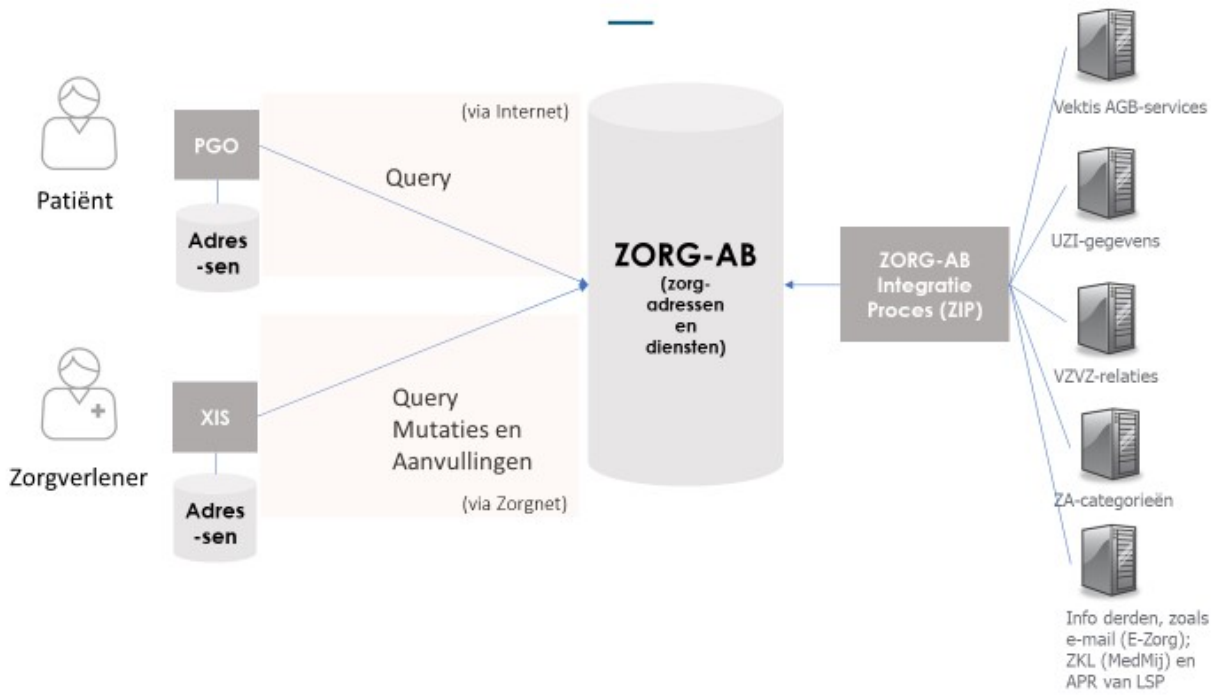 Patiënt
PGO
Adres
-sen
(via Internet)
Query
Zorgverlener
XIS
Adres
-sen
Query
Mutaties en
Aanvullingen
(via Zorgnet)
ZORG-AB
(zorg-
adressen
en
diensten)
ZORG-AB
Integratie
Proces (ZIP)
Vektis AGB-services
UZI-gegevens
VZVZ-relaties
ZA-categorieën
Info derden, zoals
e-mail (E-Zorg);
ZKL (MedMij) en
APR van LSP